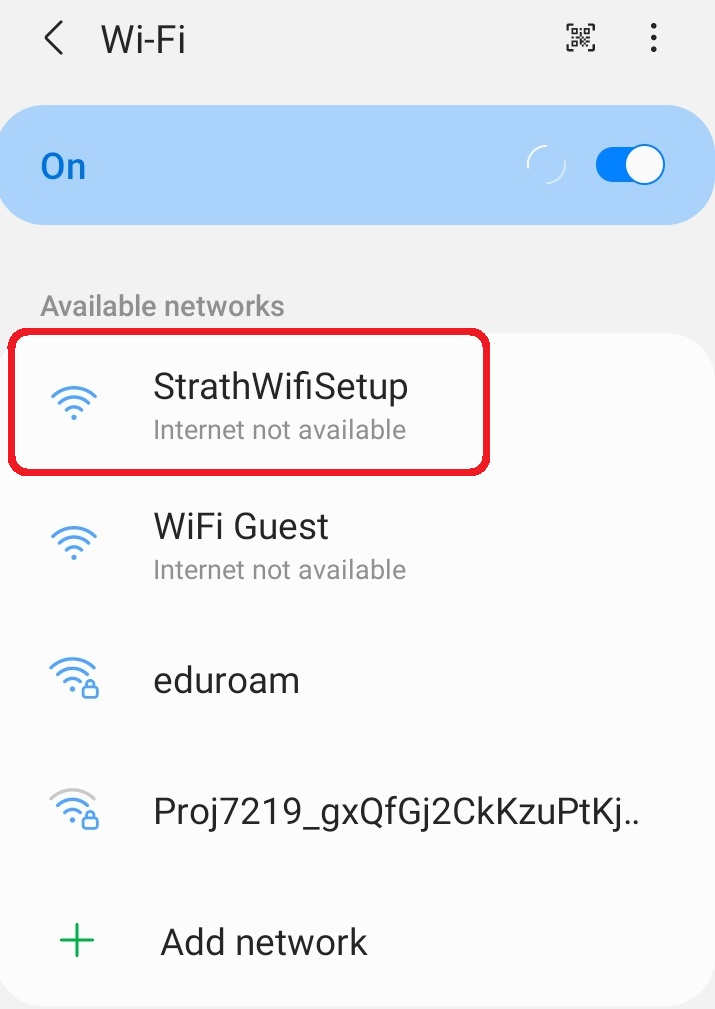 Wi-Fi
On
Available networks
StrathWifiSetup
Internet not available
WiFi Guest
Internet not available
eduroam
Proj7219_gxQfGj2CkKzuPtKj..
Add network